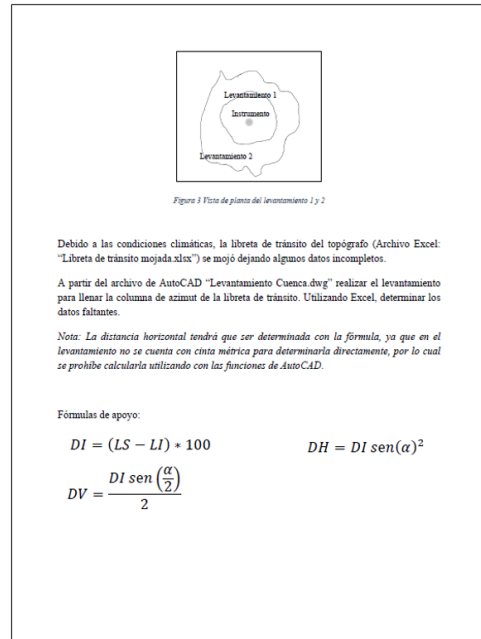 Levantamiento 1
Instrumento
Levantamiento 2
Figura 3 Vista de planta del levantamiento 1 y 2
Debido a las condiciones climáticas, la libreta de tránsito del topógrafo (Archivo Excel:
“Libreta de tránsito mojada.xlsx”) se mojó dejando algunos datos incompletos.
A partir del archivo de AutoCAD “Levantamiento Cuenca.dwg” realizar el levantamiento
para llenar la columna de azimut de la libreta de tránsito. Utilizando Excel, determinar los
datos faltantes.
Nota: La distancia horizontal tendrá que ser determinada con la fórmula, ya que en el
levantamiento no se cuenta con cinta métrica para determinarla directamente, por lo cual
se prohíbe calcularla utilizando con las funciones de AutoCAD.
Fórmulas de apoyo:
DI = (LS − LI) ∗ 100
DH = DI sen(α)²
DV = DI sen(α/2) / 2